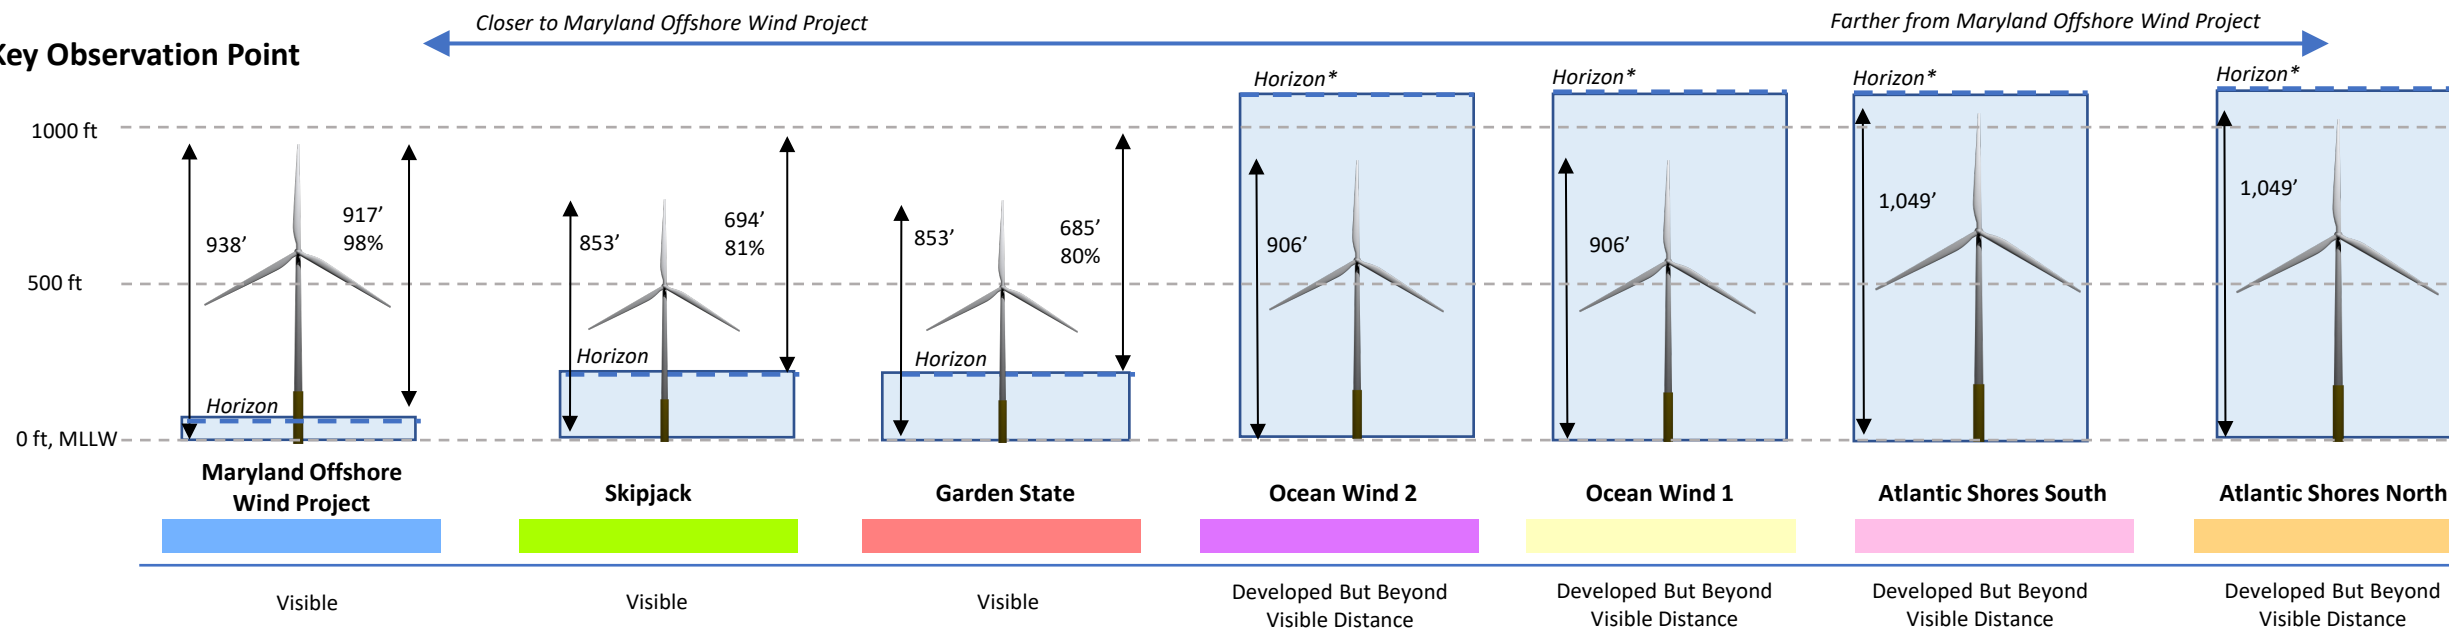 Closer to Maryland Offshore Wind Project
Farther from Maryland Offshore Wind Project
Key Observation Point
Horizon*
Horizon*
Horizon*
Horizon*
1000 ft
500 ft
0 ft, MLLW
938’
917’
98%
Horizon
853’
694’
81%
Horizon
853’
685’
80%
Horizon
906’
906’
1,049’
1,049’
Maryland Offshore
Wind Project
Skipjack
Garden State
Ocean Wind 2
Ocean Wind 1
Atlantic Shores South
Atlantic Shores North
Visible
Visible
Visible
Developed But Beyond
Visible Distance
Developed But Beyond
Visible Distance
Developed But Beyond
Visible Distance
Developed But Beyond
Visible Distance